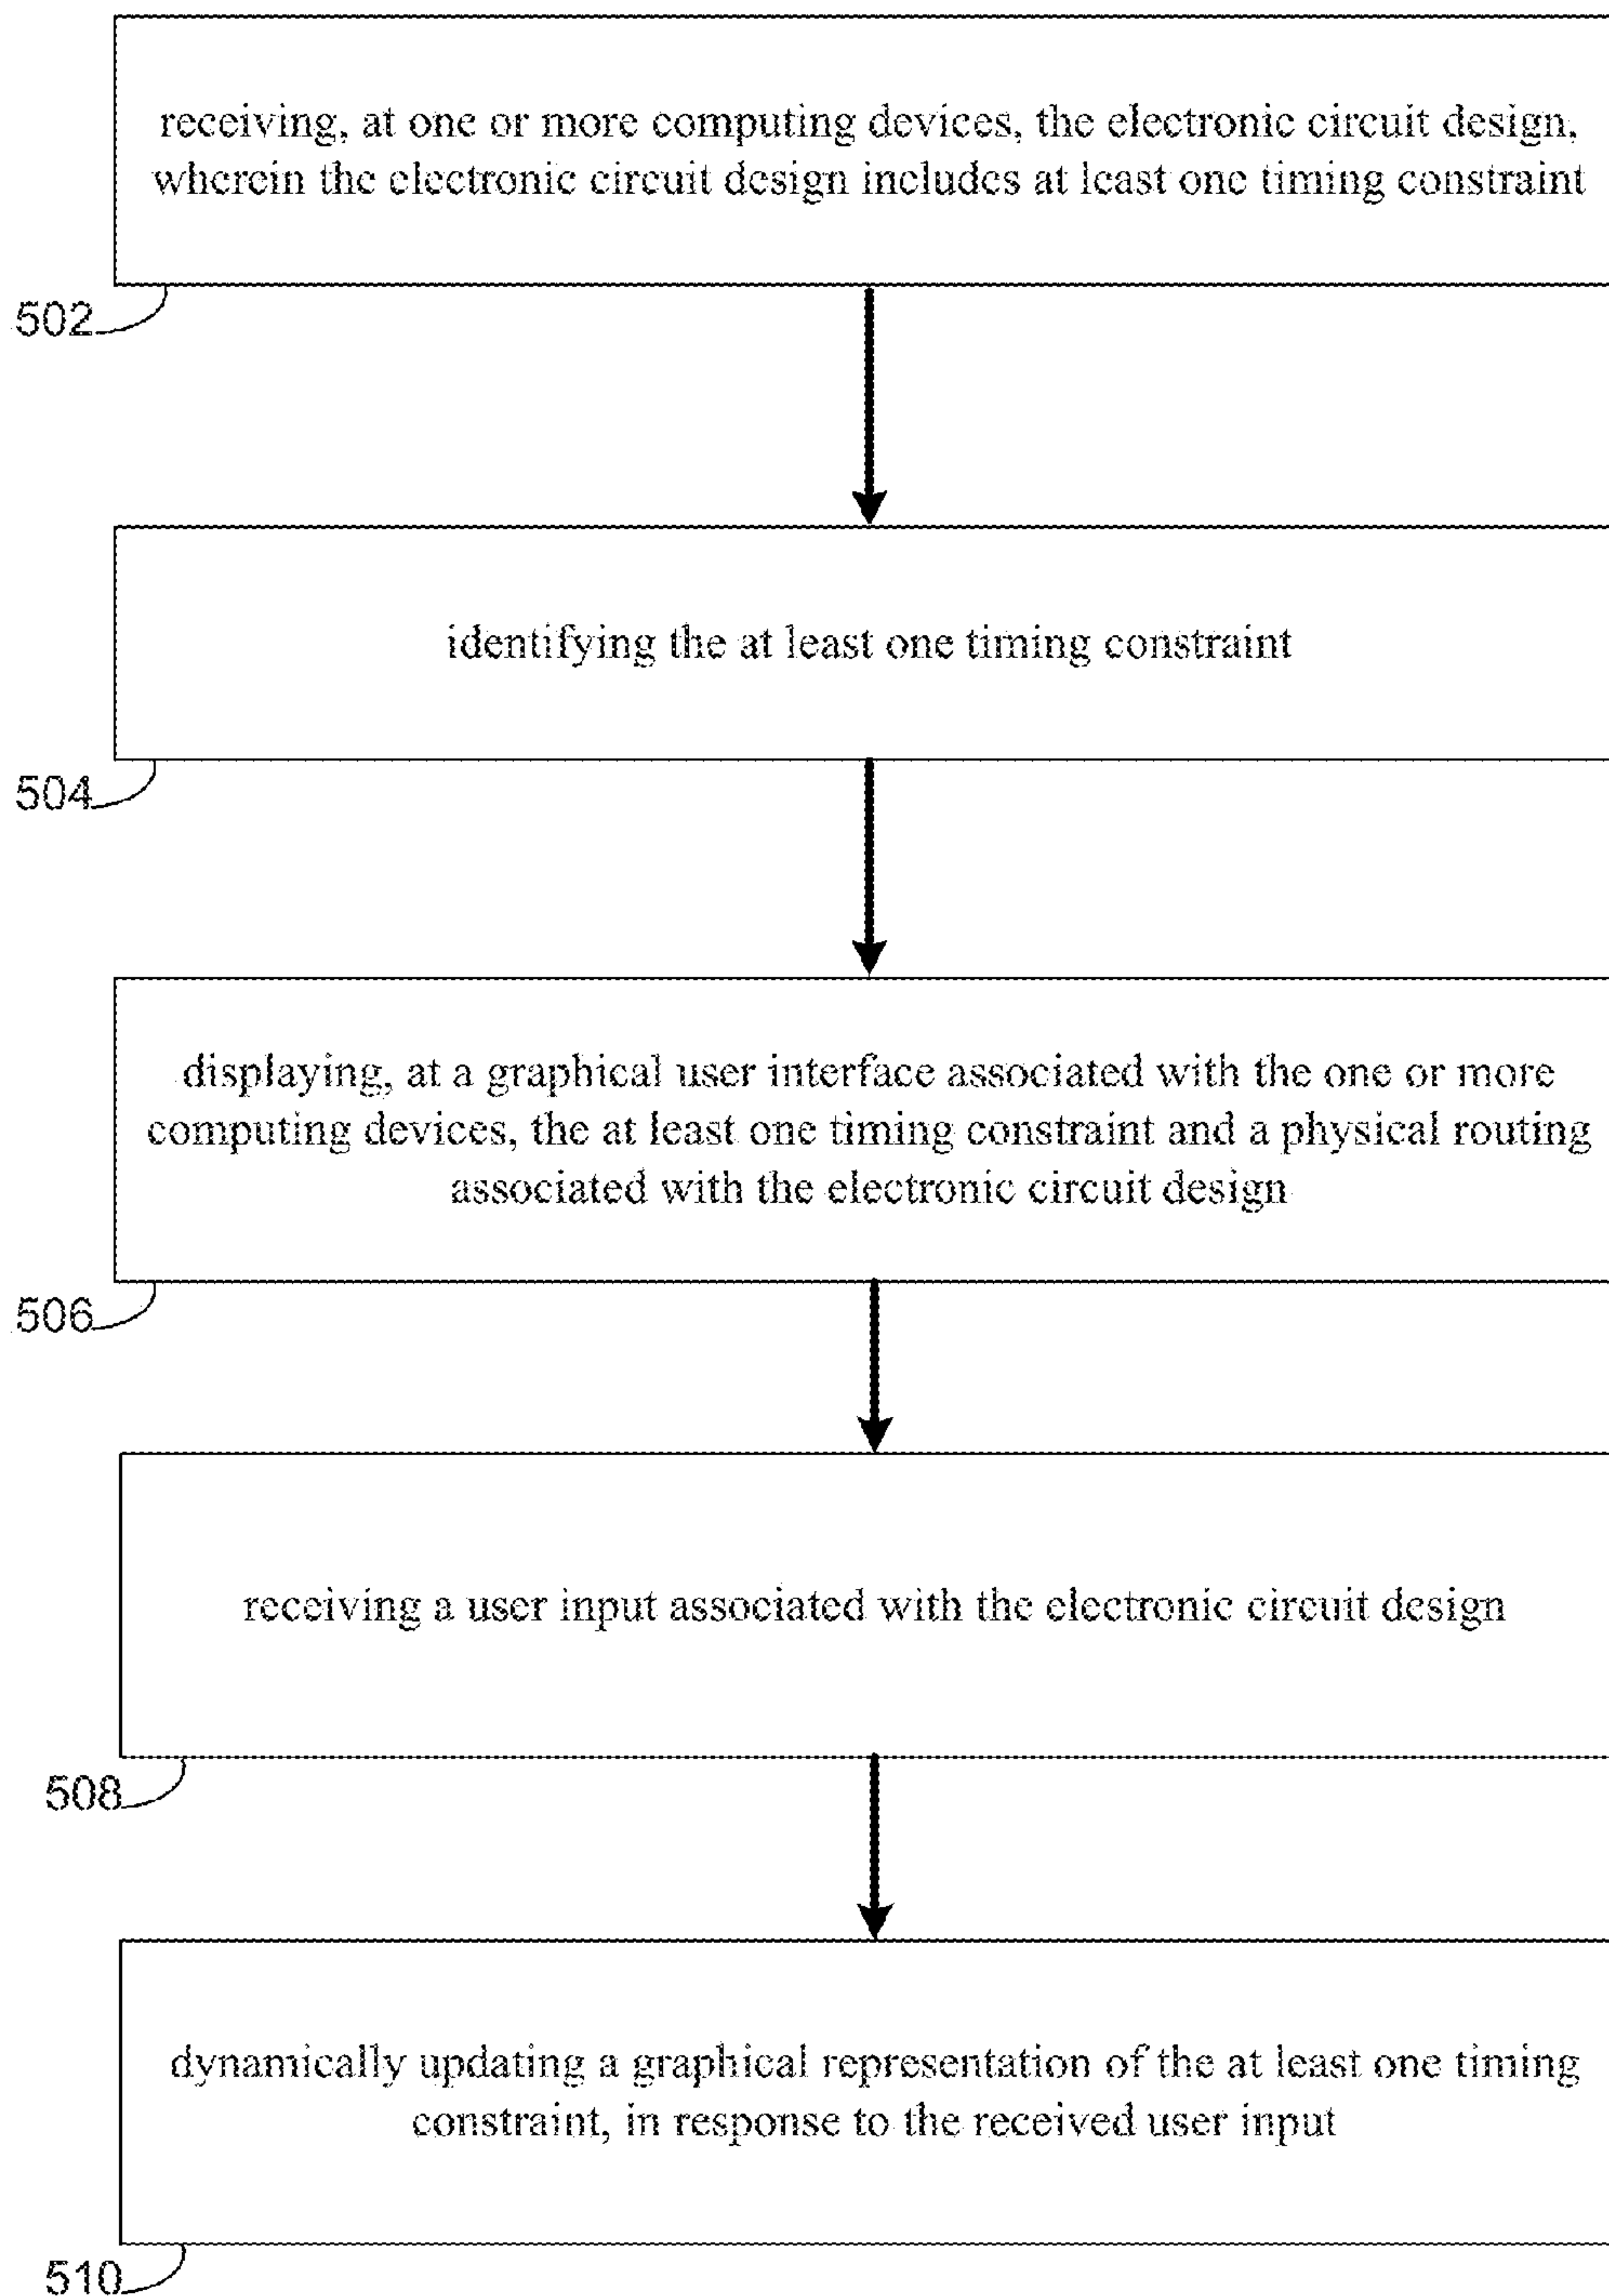 receiving, at one or more computing devices, the electronic circuit design,
wherein the electronic circuit design includes at least one timing constraint
502
identifying the at least one timing constraint
504
displaying, at a graphical user interface associated with the one or more
computing devices, the at least one timing constraint and a physical routing
associated with the electronic circuit design
506
receiving a user input associated with the electronic circuit design
508
dynamically updating a graphical representation of the at least one timing
constraint, in response to the received user input
510